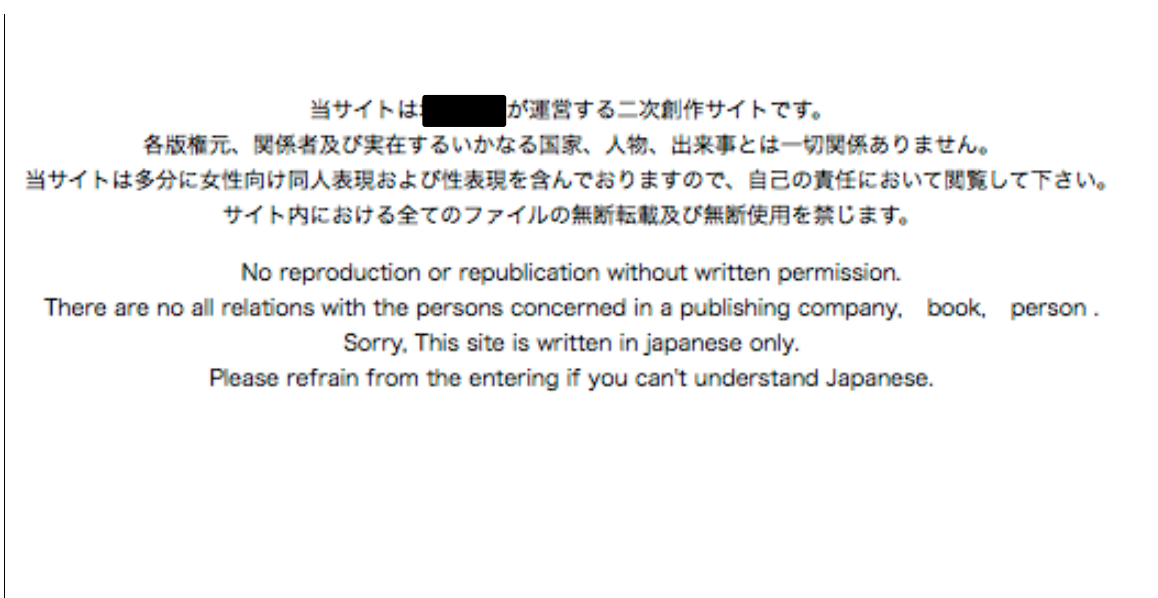 当サイトは
が運営する二次創作サイトです。
各版権元、関係者及び実在するいかなる国家、人物、出来事とは一切関係ありません。
当サイトは多分に女性向け同人表現および性表現を含んでおりますので、自己の責任において閲覧して下さい。
サイト内における全てのファイルの無断転載及び無断使用を禁じます。
No reproduction or republication without written permission.
There are no all relations with the persons concerned in a publishing company,　book,　person .
Sorry, This site is written in japanese only.
Please refrain from the entering if you can't understand Japanese.